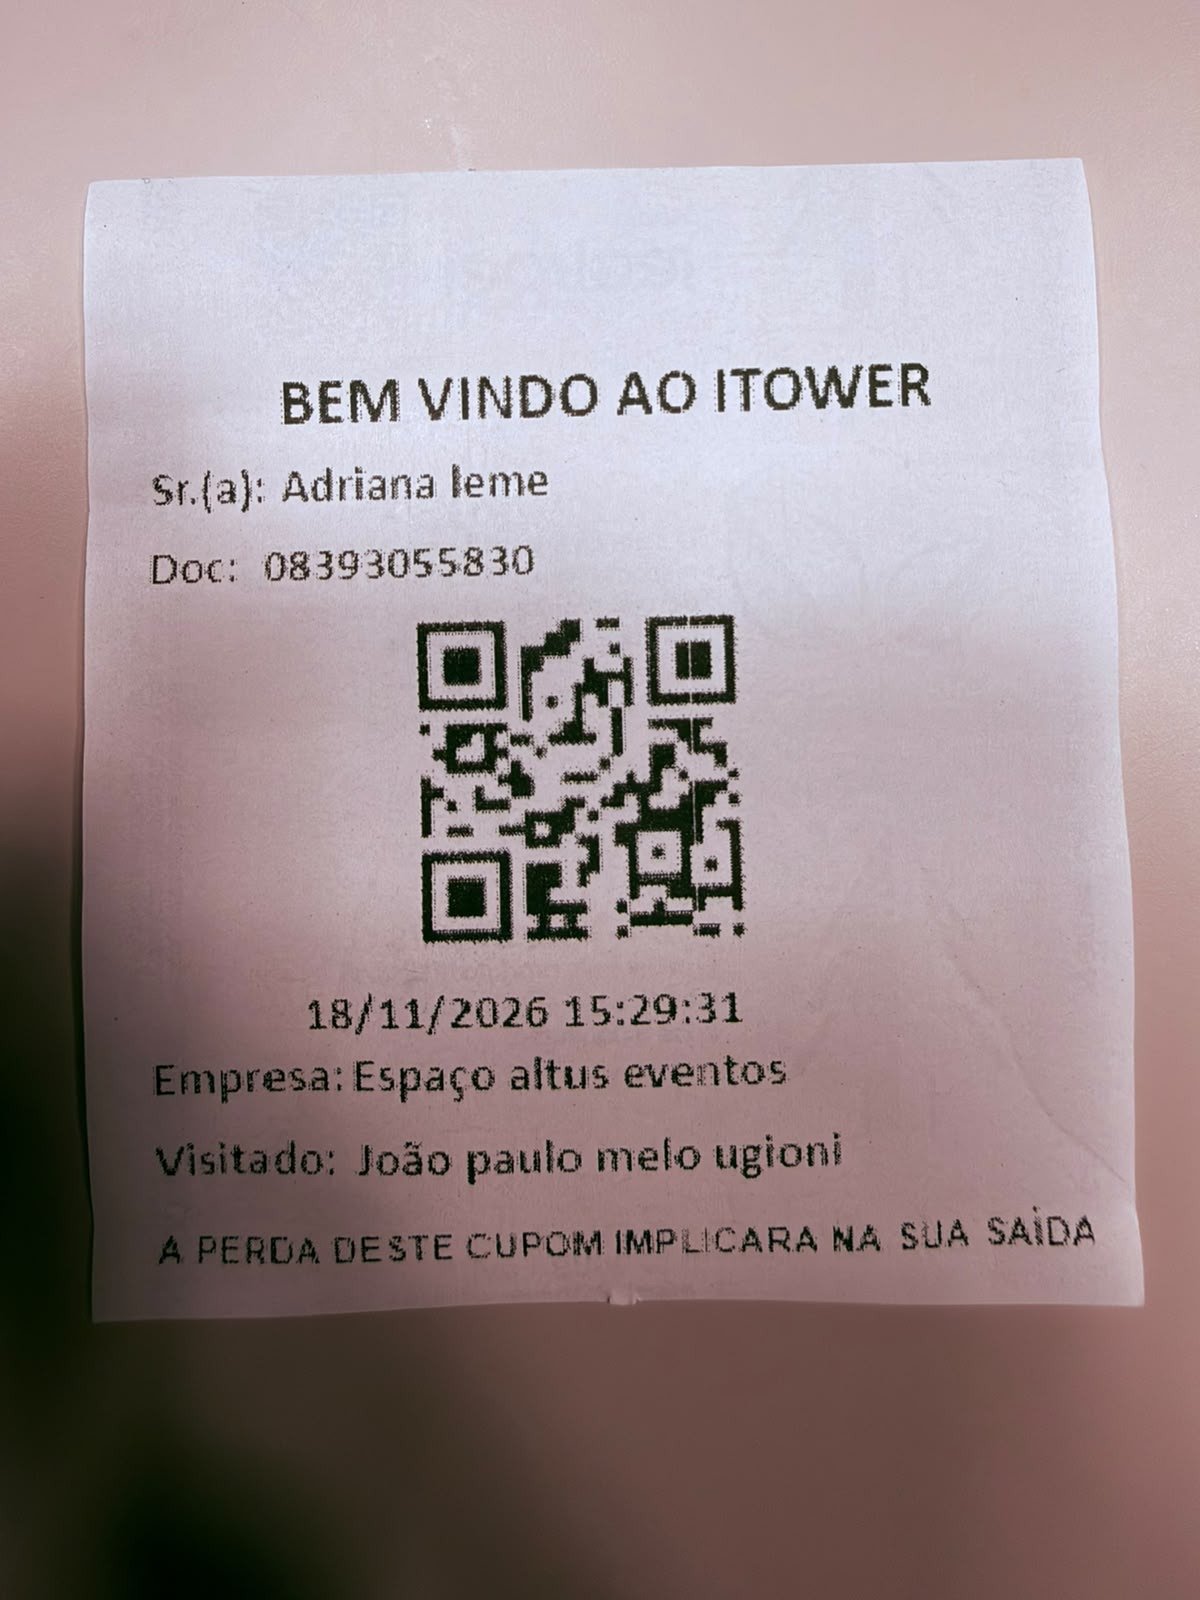 BEM VINDO AO ITOWER
Sr.(a): Adriana leme
Doc: 08393055830
18/11/2026 15:29:31
Empresa: Espaço altus eventos
Visitado: João paulo melo ugioni
A PERDA DESTE CUPOM IMPLICARA NA SUA SAÍDA